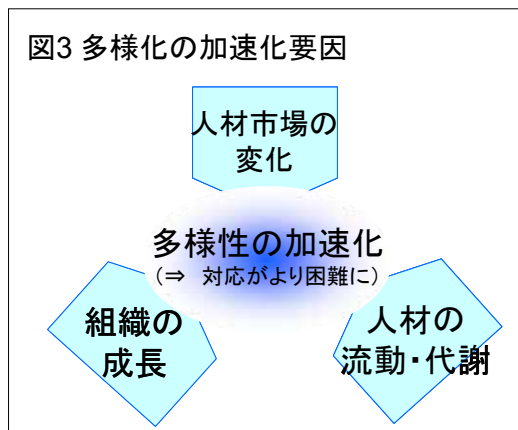 図3 多様化の加速化要因
人材市場の
変化
多様性の加速化
(⇒ 対応がより困難に)
組織の
成長
人材の
流動・代謝